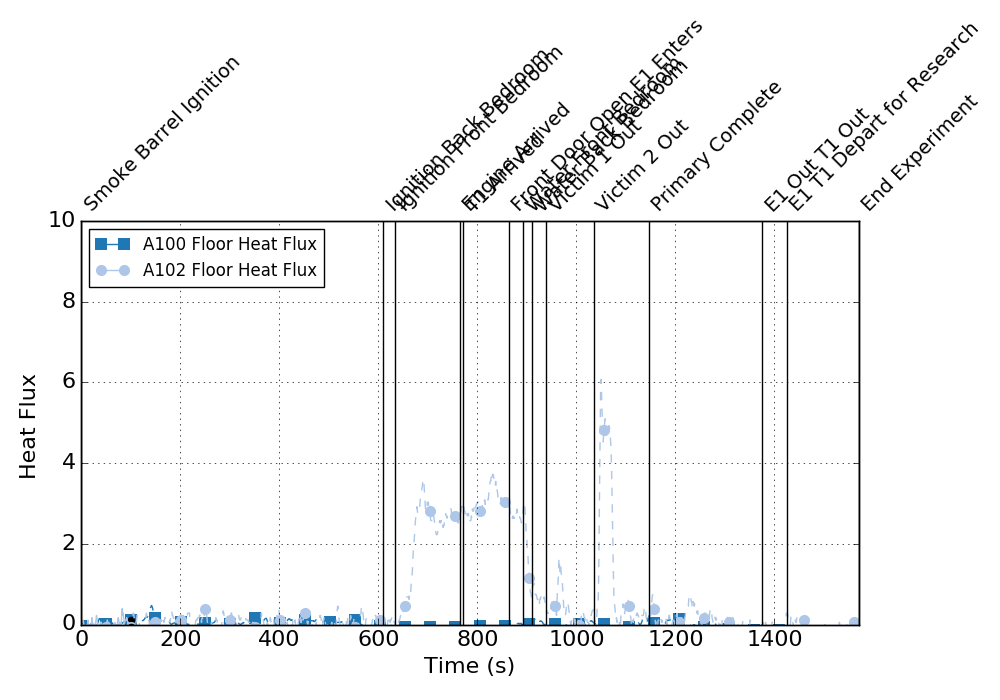 Smoke Barrel Ignition
Ignition Back Bedroom
Ignition Front Bedroom
Engine Arrived
T1 Arrived
Front Door Open E1 Enters
Water Back Bedroom
Victim 1 Out
Victim 2 Out
Primary Complete
E1 Out T1 Out
E1 T1 Depart for Research
End Experiment
10
8
6
4
2
0
Heat Flux
A100 Floor Heat Flux
A102 Floor Heat Flux
0 200 400 600 800 1000 1200 1400
Time (s)